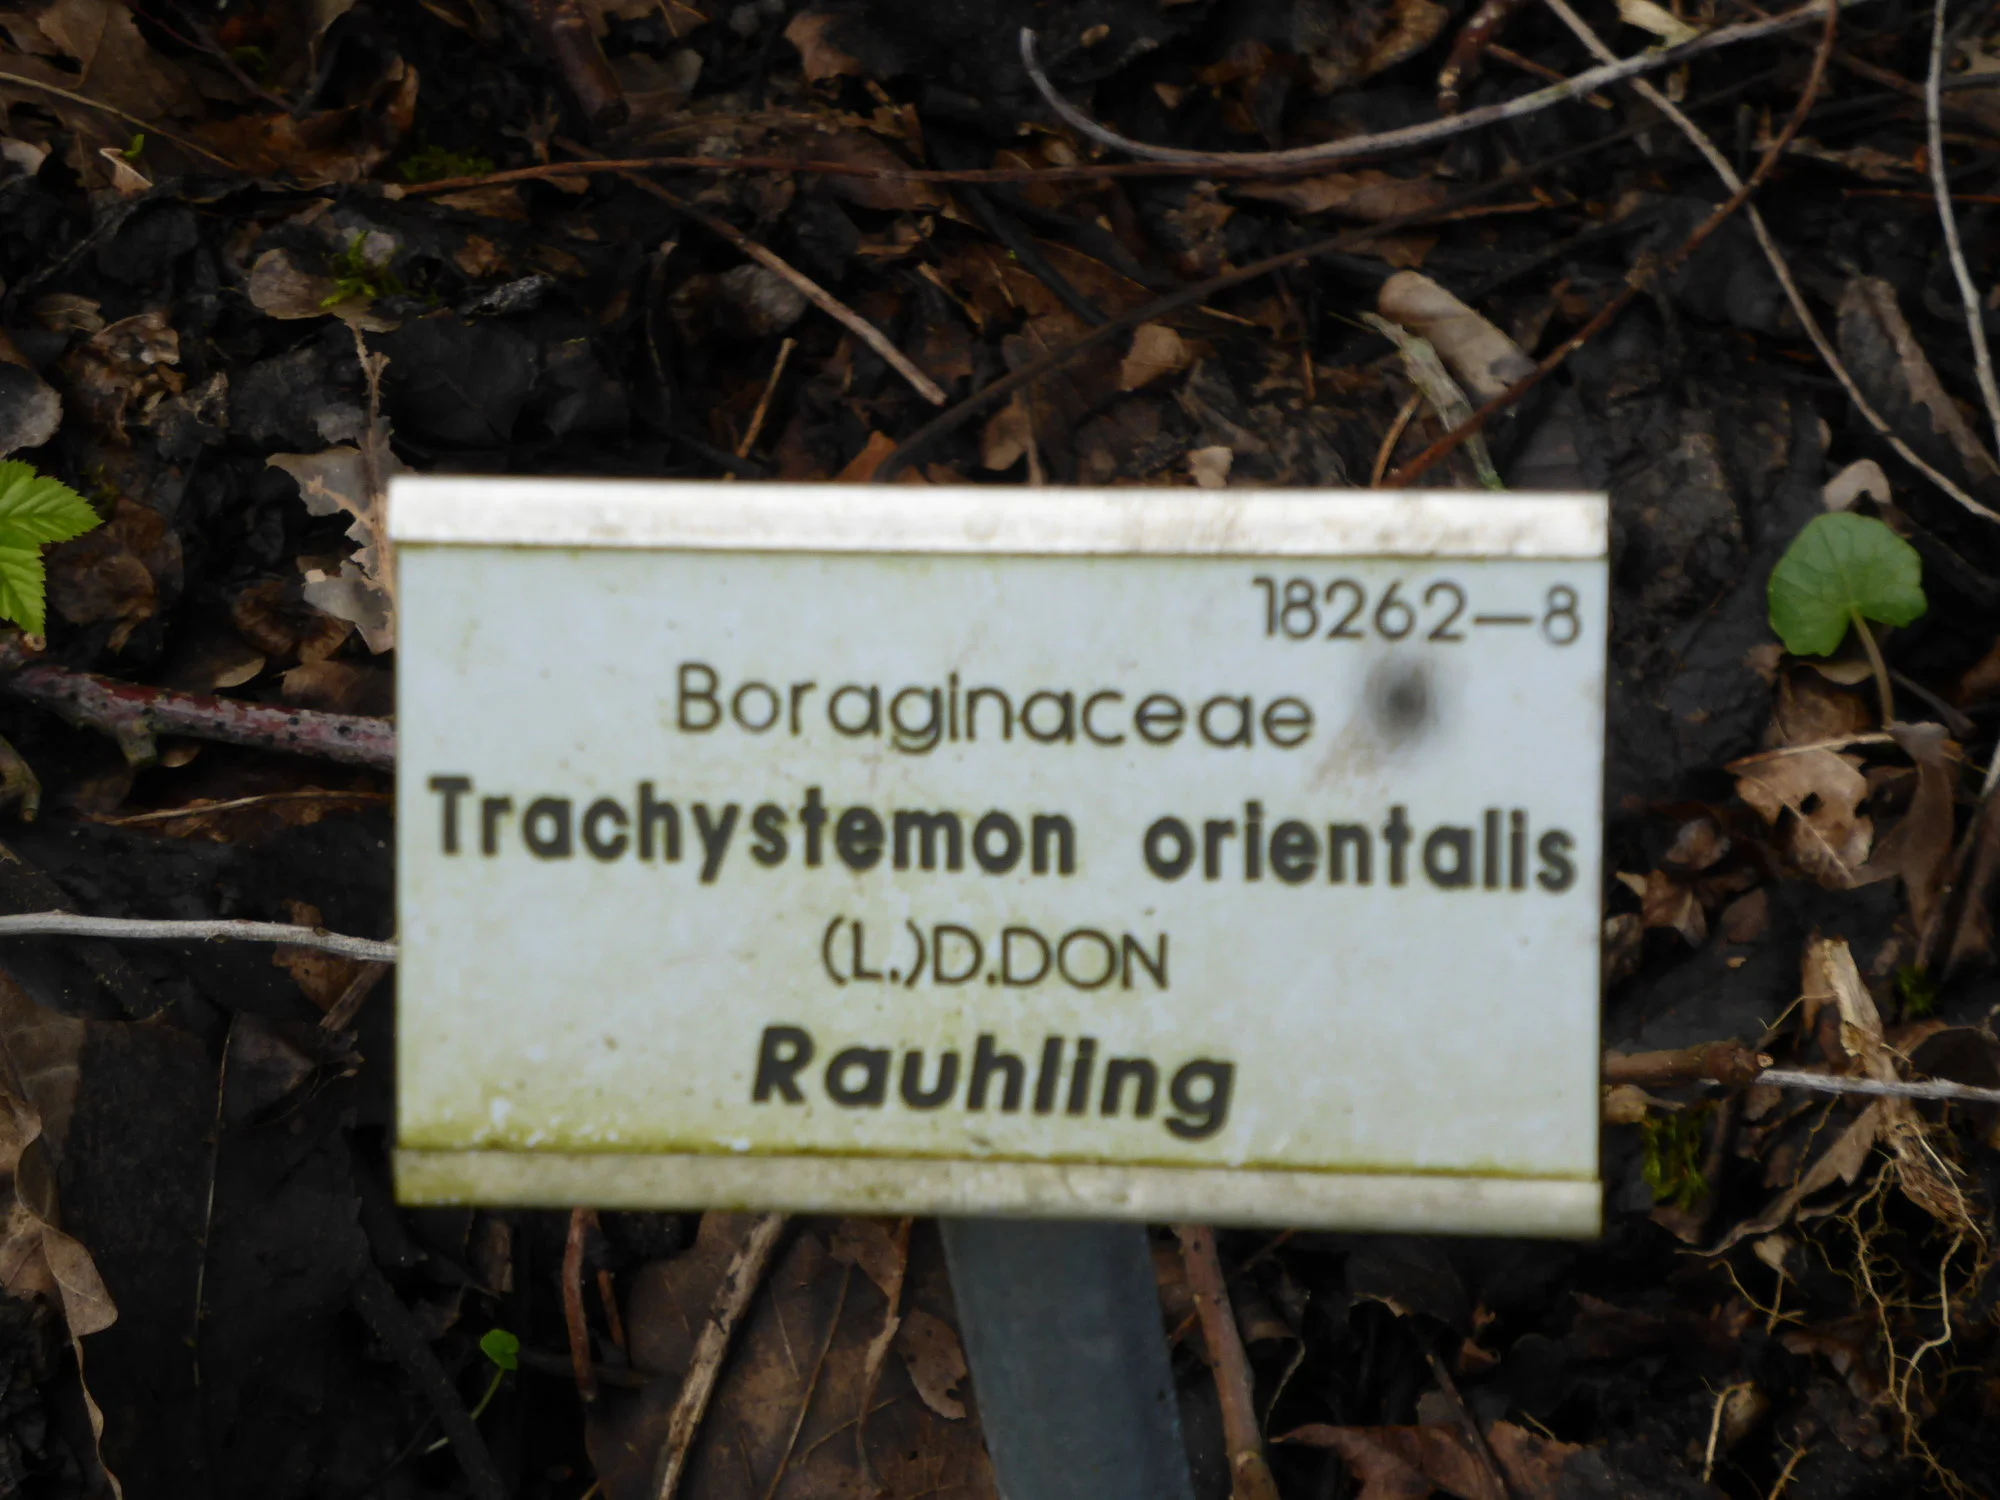 18262-8
Boraginaceae
Trachystemon orientalis
(L.)D.DON
Rauhling